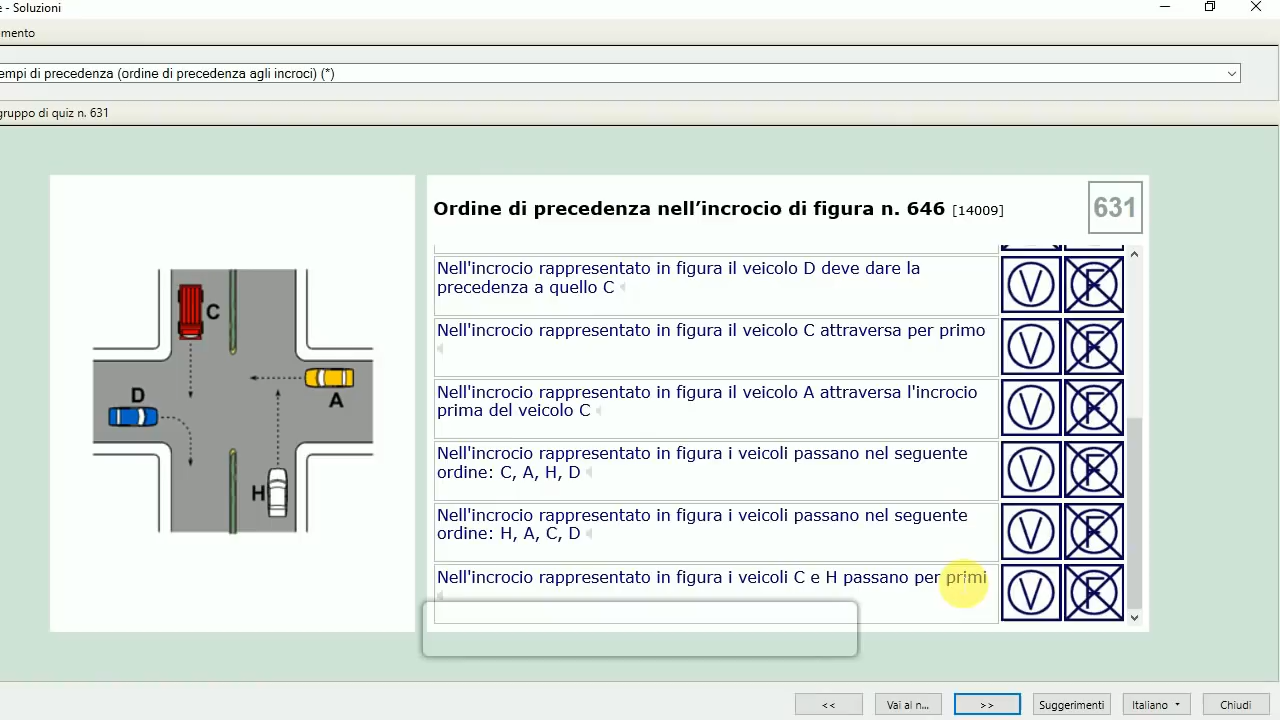 e - Soluzioni
mento
empi di precedenza (ordine di precedenza agli incroci) (*)
gruppo di quiz n. 631
Ordine di precedenza nell’incrocio di figura n. 646 [14009]
631
C
D
A
H
Nell'incrocio rappresentato in figura il veicolo D deve dare la
precedenza a quello C
V F
Nell'incrocio rappresentato in figura il veicolo C attraversa per primo
V F
Nell'incrocio rappresentato in figura il veicolo A attraversa l'incrocio
prima del veicolo C
V F
Nell'incrocio rappresentato in figura i veicoli passano nel seguente
ordine: C, A, H, D
V F
Nell'incrocio rappresentato in figura i veicoli passano nel seguente
ordine: H, A, C, D
V F
Nell'incrocio rappresentato in figura i veicoli C e H passano per primi
V F
<< Vai al n... >> Suggerimenti Italiano Chiudi